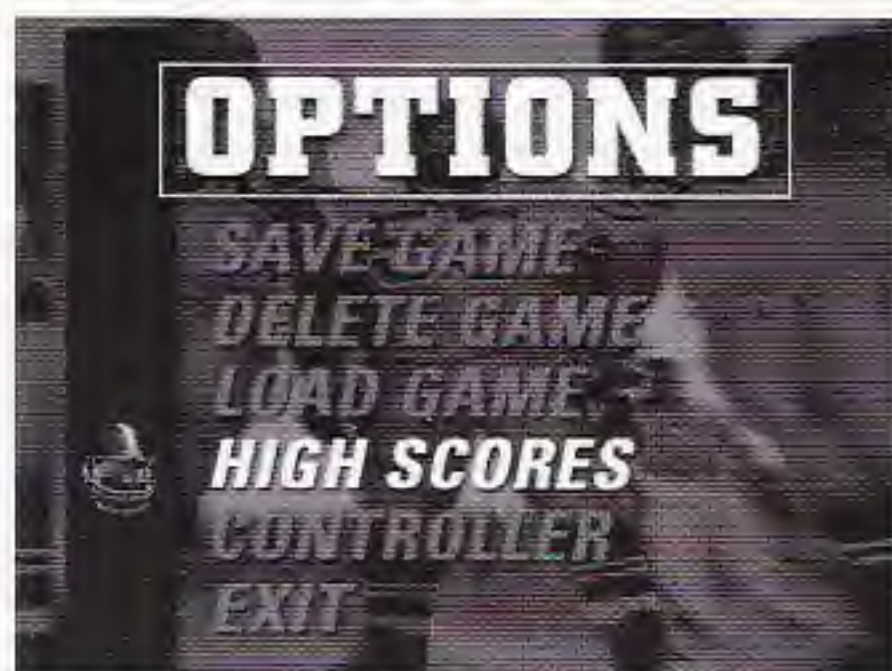 OPTIONS
SAVE GAME
DELETE GAME
LOAD GAME
HIGH SCORES
CONTROLLER
EXIT